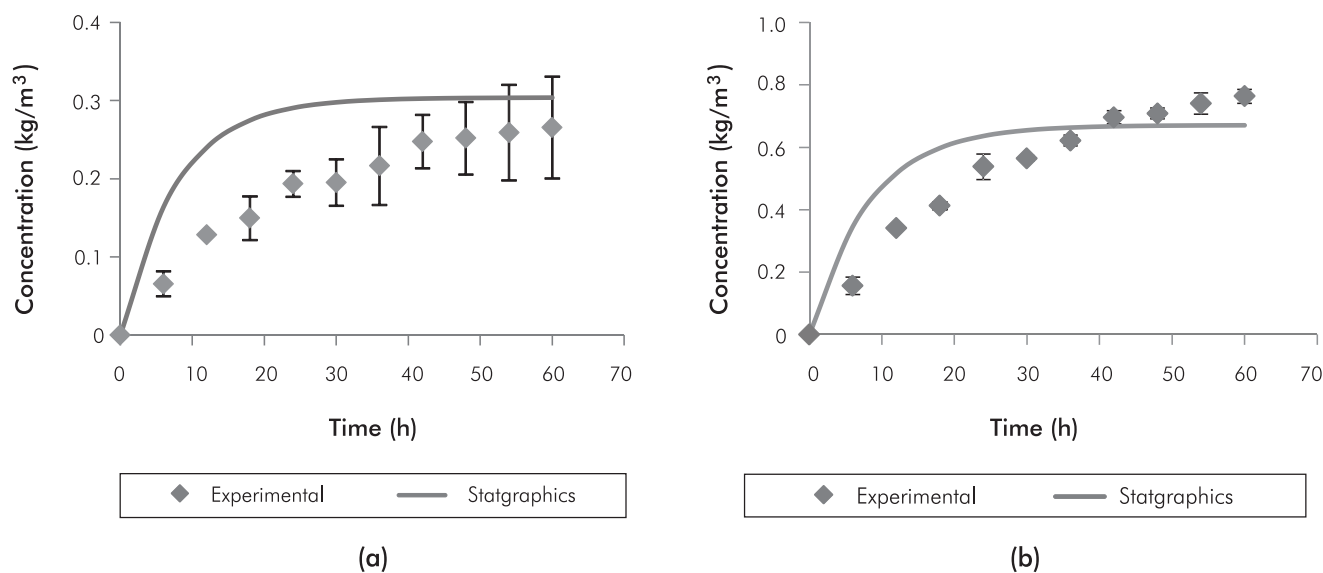 0.4
0.3
0.2
0.1
0
Concentration (kg/m³)
0 10 20 30 40 50 60 70
Time (h)
Experimental Statgraphics
(a)
1.0
0.8
0.6
0.4
0.2
0
Concentration (kg/m³)
0 10 20 30 40 50 60 70
Time (h)
Experimental Statgraphics
(b)